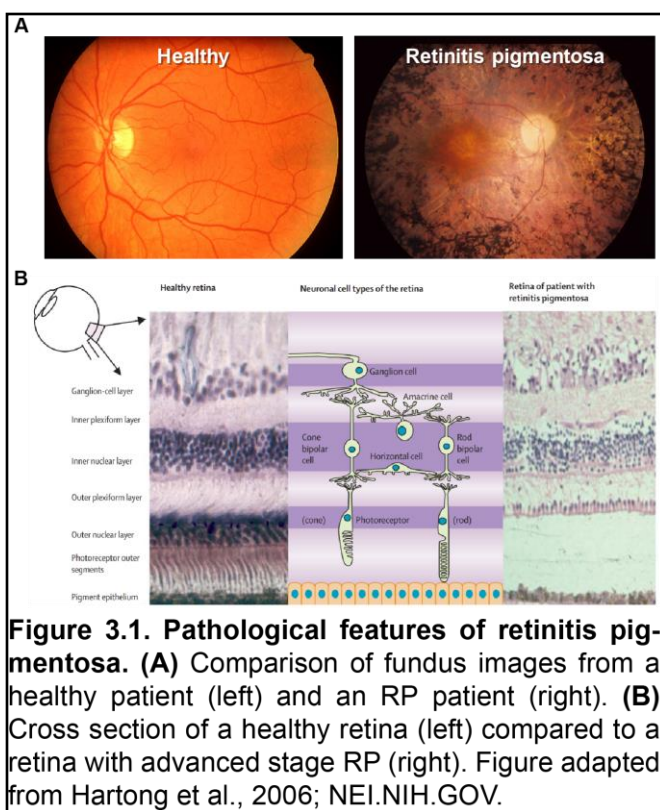 A
Healthy
Retinitis pigmentosa
B
Healthy retina
Neuronal cell types of the retina
Retina of patient with
retinitis pigmentosa
Ganglion-cell layer
Inner plexiform layer
Inner nuclear layer
Outer plexiform layer
Outer nuclear layer
Photoreceptor outer
segments
Pigment epithelium
Ganglion cell
Amacrine cell
Cone
bipolar
cell
Horizontal cell
Rod
bipolar
cell
(cone)
Photoreceptor
(rod)
Figure 3.1. Pathological features of retinitis pig-
mentosa. (A) Comparison of fundus images from a
healthy patient (left) and an RP patient (right). (B)
Cross section of a healthy retina (left) compared to a
retina with advanced stage RP (right). Figure adapted
from Hartong et al., 2006; NEI.NIH.GOV.